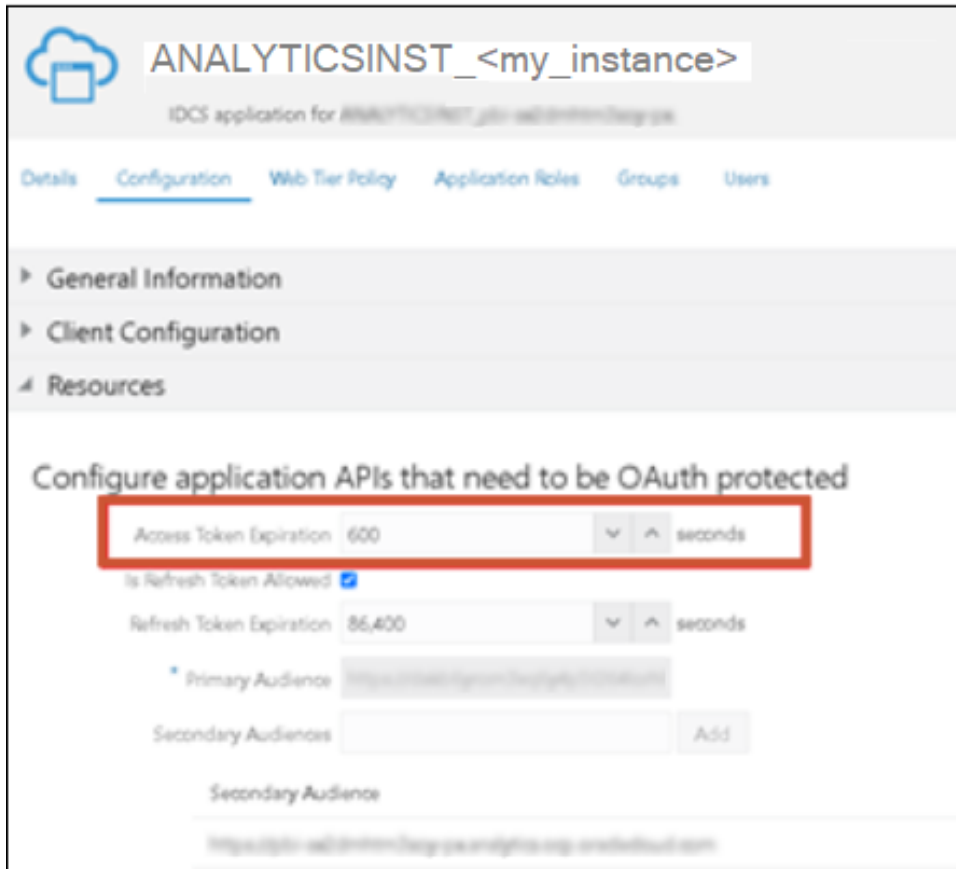 ANALYTICSINST_<my_instance>
IDCS application for
Details Configuration Web Tier Policy Application Roles Groups Users
General Information
Client Configuration
Resources
Configure application APIs that need to be OAuth protected
Access Token Expiration 600 seconds
Is Refresh Token Allowed
Refresh Token Expiration 86,400 seconds
* Primary Audience
Secondary Audiences Add
Secondary Audience